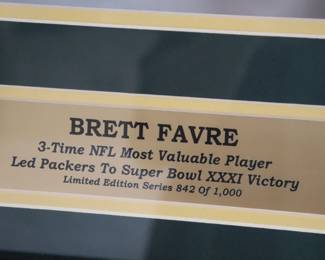 BRETT FAVRE
3-Time NFL Most Valuable Player
Led Packers To Super Bowl XXXI Victory
Limited Edition Series 842 Of 1,000